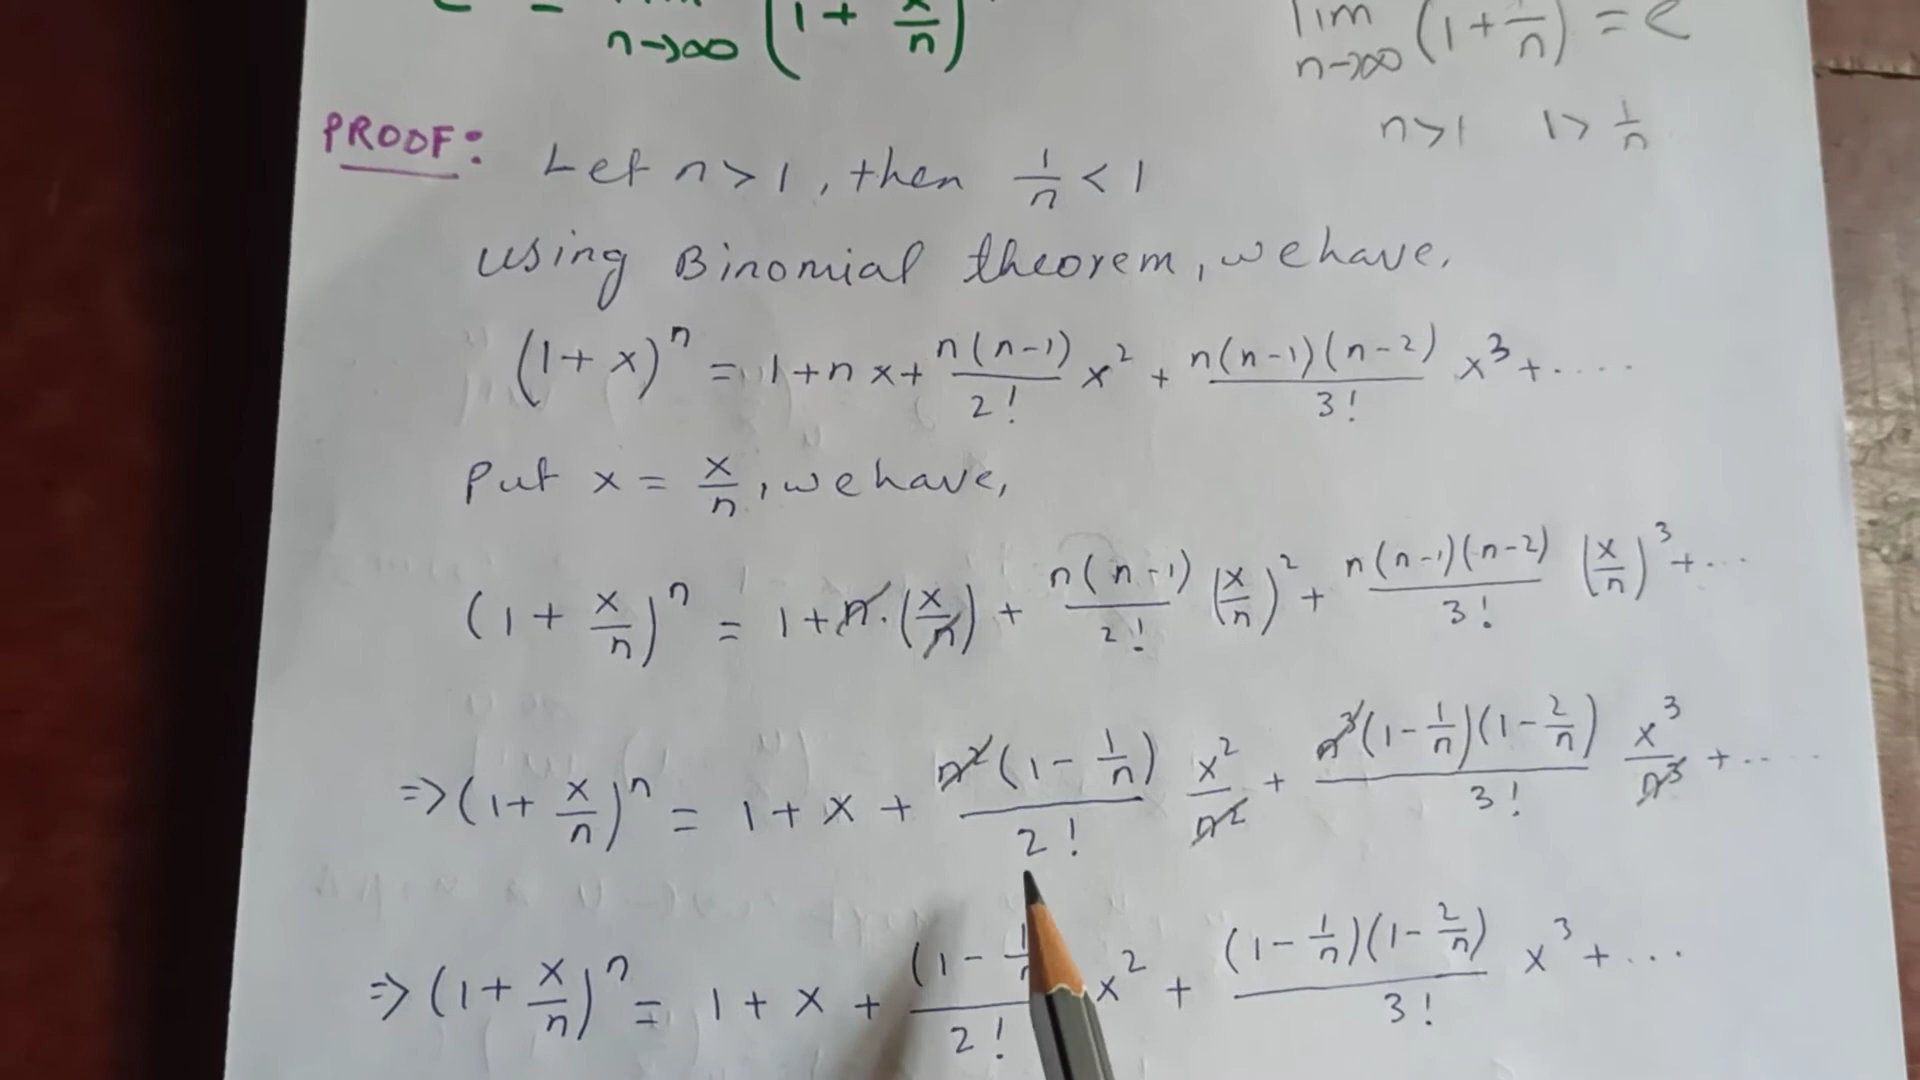 = lim n→∞ (1 + x/n)
lim n→∞ (1 + 1/n) = e
n>1 1> 1/n
PROOF: Let n>1, then 1/n < 1
using Binomial theorem, we have,
(1+x)^n = 1+nx+ n(n-1)/2! x^2 + n(n-1)(n-2)/3! x^3 + ....
Put x = x/n, we have,
(1 + x/n)^n = 1+n.(x/n) + n(n-1)/2! (x/n)^2 + n(n-1)(n-2)/3! (x/n)^3 + ...
=> (1+ x/n)^n = 1 + x + n^2(1- 1/n)/2! x^2/n^2 + n^3(1- 1/n)(1- 2/n)/3! x^3/n^3 + ....
=> (1+ x/n)^n = 1 + x + (1- 1/n)/2! x^2 + (1- 1/n)(1- 2/n)/3! x^3 + ...